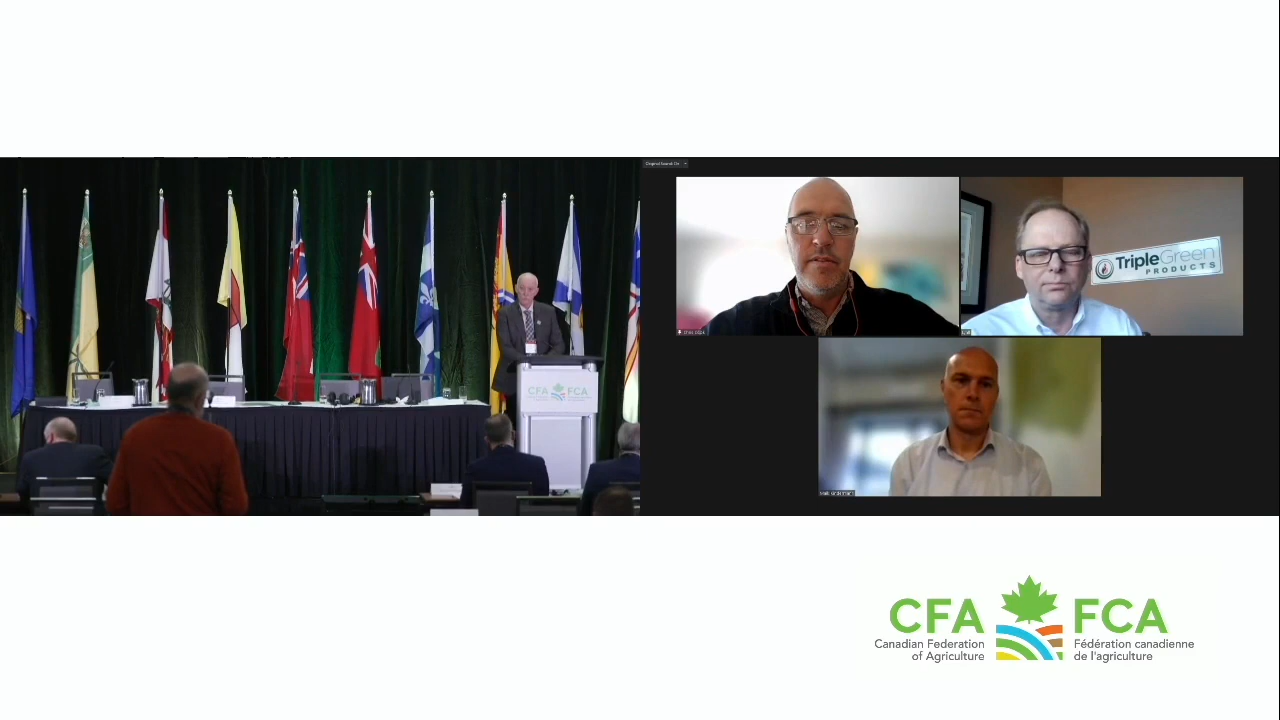 TripleGreen
PRODUCTS
CFA FCA
CFA FCA
Canadian Federation
of Agriculture
Fédération canadienne
de l'agriculture